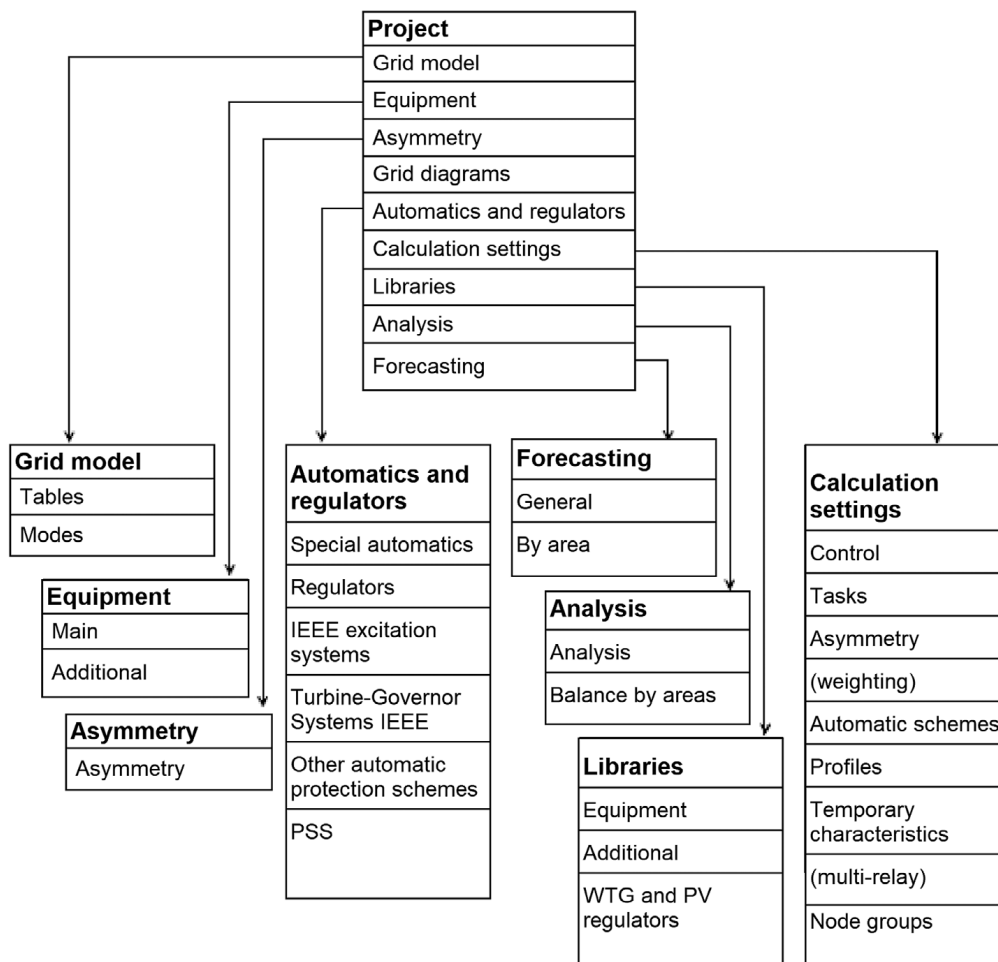 Project
Grid model
Equipment
Asymmetry
Grid diagrams
Automatics and regulators
Calculation settings
Libraries
Analysis
Forecasting
Grid model
Tables
Modes
Equipment
Main
Additional
Asymmetry
Asymmetry
Automatics and
regulators
Special automatics
Regulators
IEEE excitation
systems
Turbine-Governor
Systems IEEE
Other automatic
protection schemes
PSS
Forecasting
General
By area
Analysis
Analysis
Balance by areas
Libraries
Equipment
Additional
WTG and PV
regulators
Calculation
settings
Control
Tasks
Asymmetry
(weighting)
Automatic schemes
Profiles
Temporary
characteristics
(multi-relay)
Node groups